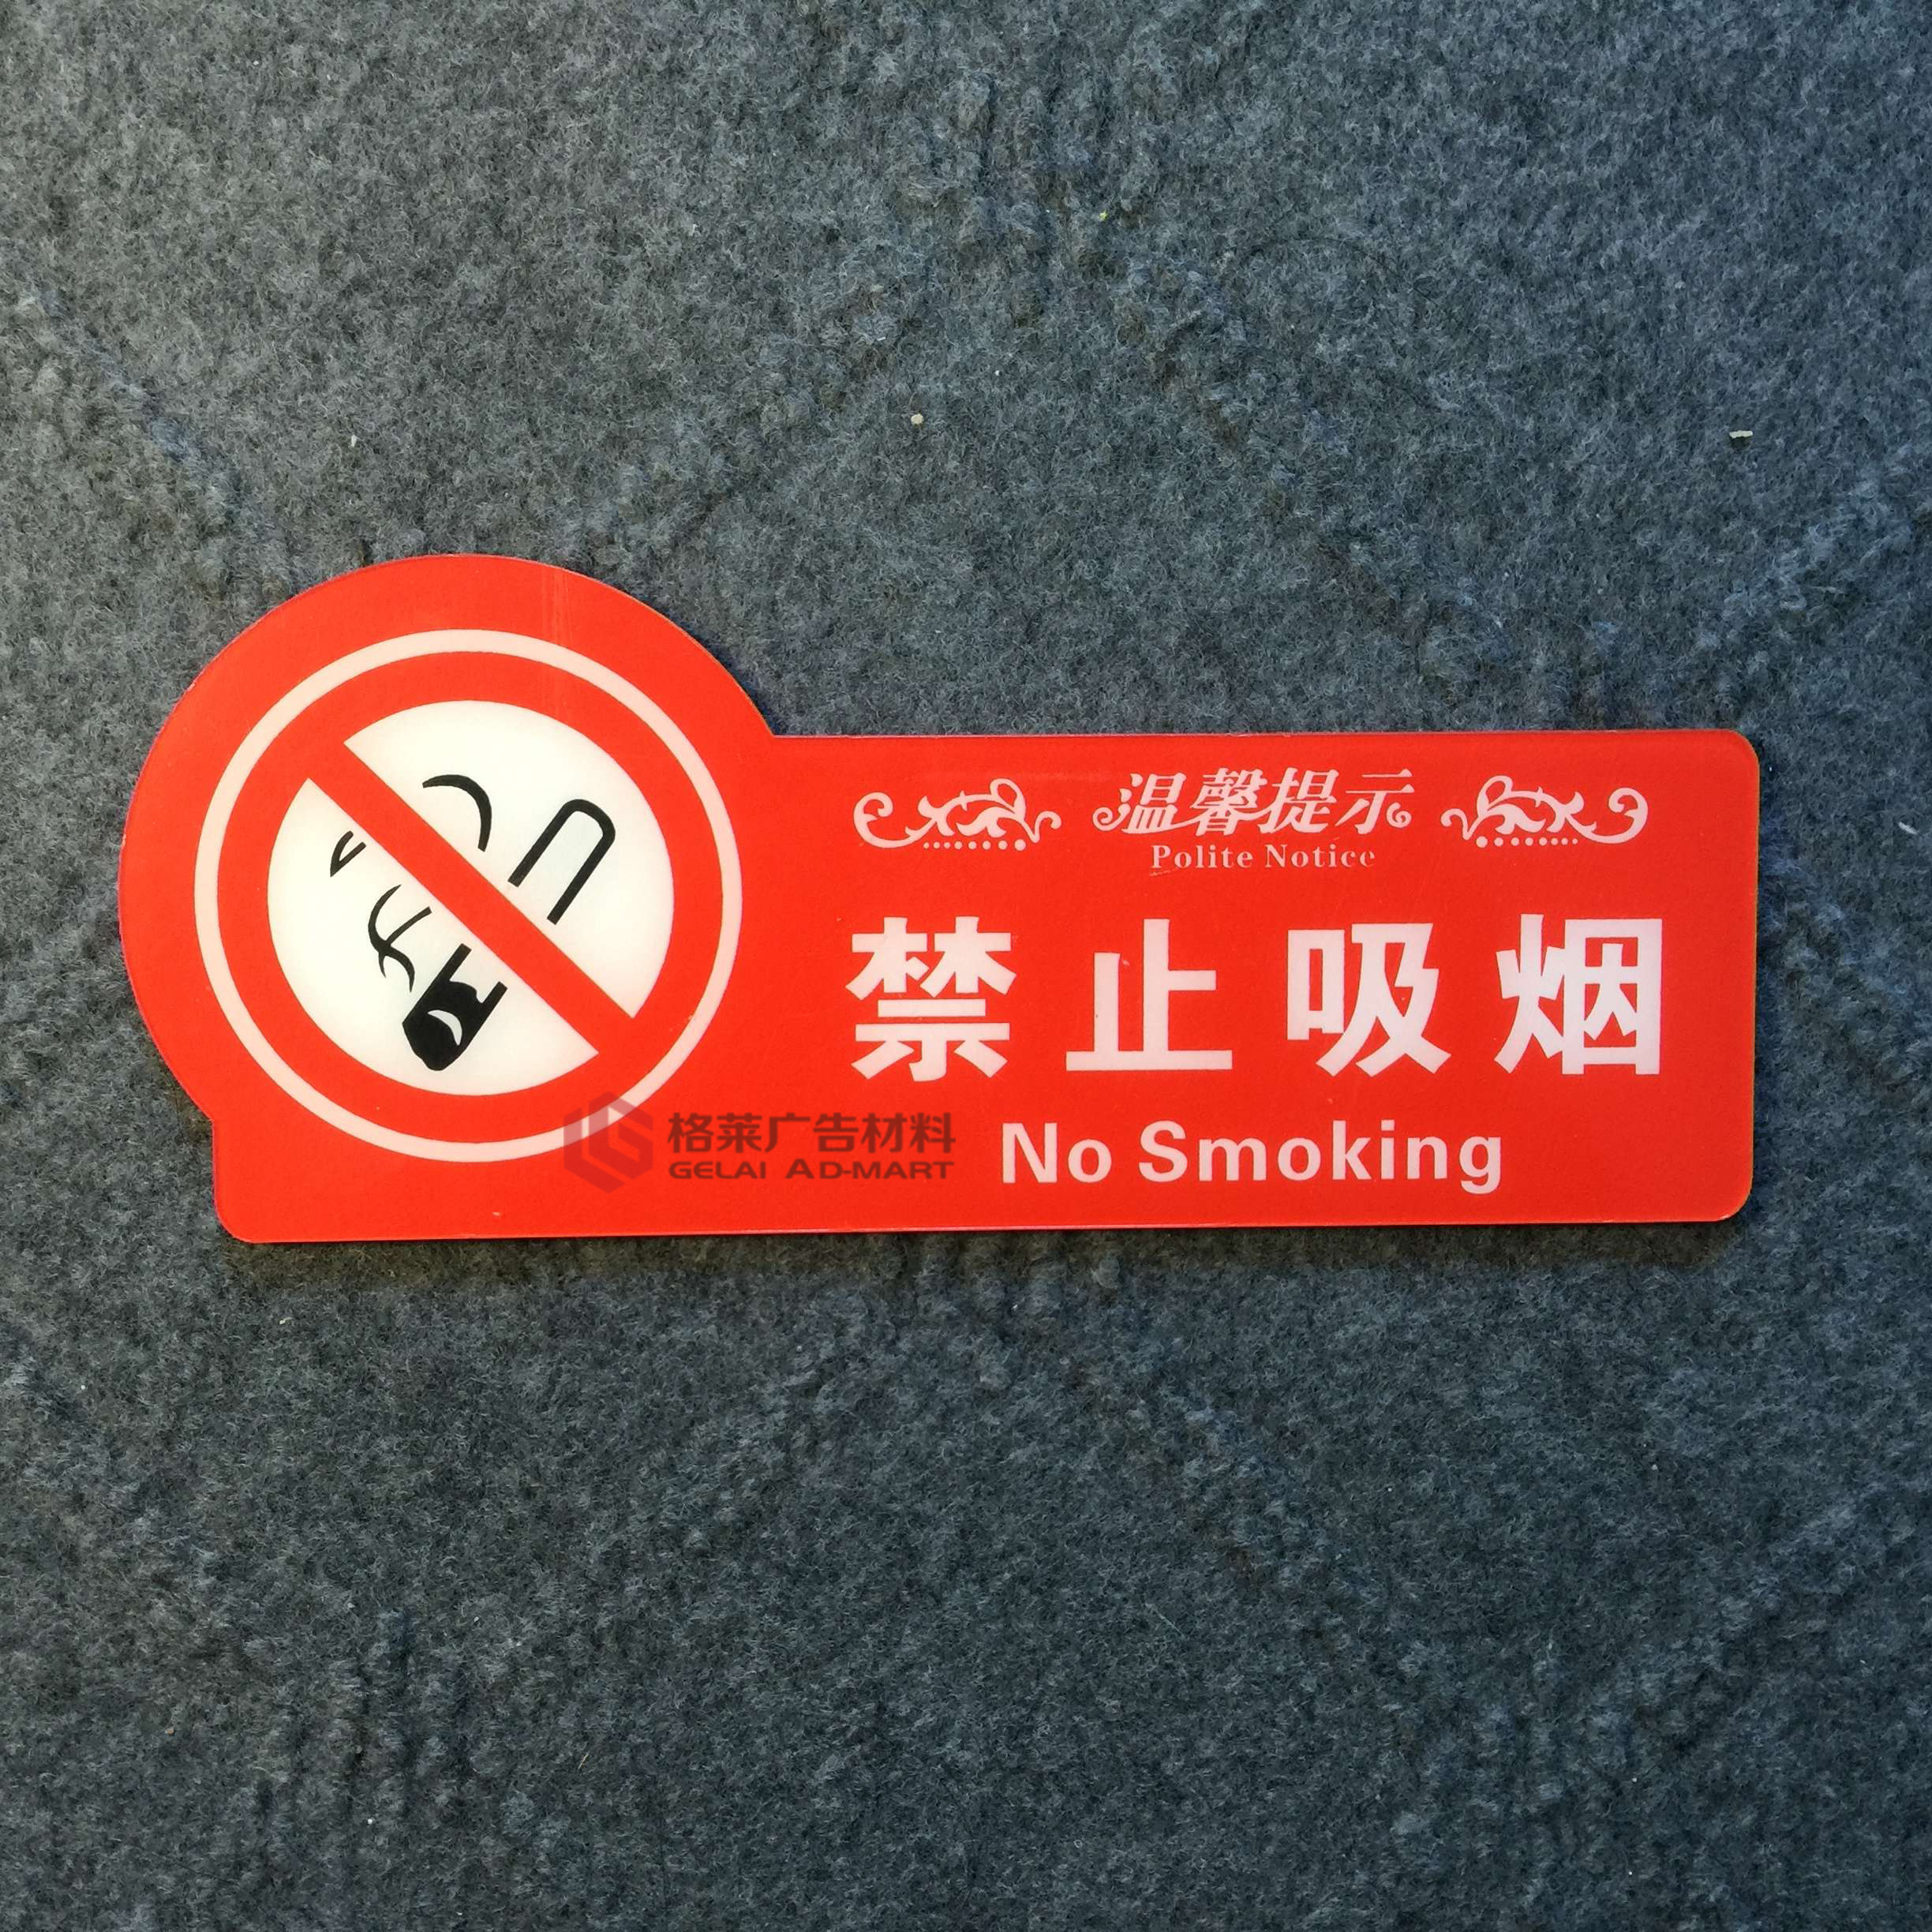 温馨提示
Polite Notice
禁止吸烟
No Smoking
格莱广告材料
GELAI AD-MART